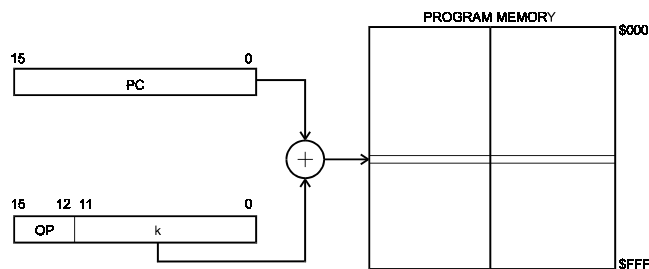 PROGRAM MEMORY
$000
15 0
PC
+
15 12 11 0
OP k
$FFF